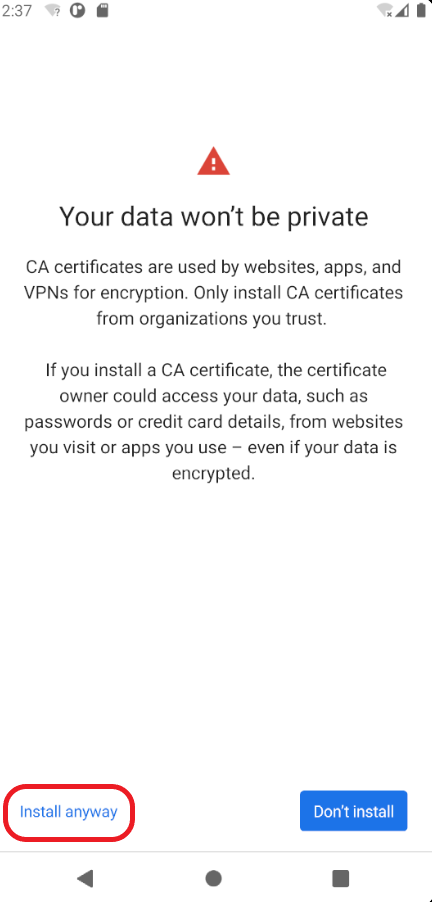 2:37
Your data won’t be private
CA certificates are used by websites, apps, and
VPNs for encryption. Only install CA certificates
from organizations you trust.
If you install a CA certificate, the certificate
owner could access your data, such as
passwords or credit card details, from websites
you visit or apps you use – even if your data is
encrypted.
Install anyway
Don’t install